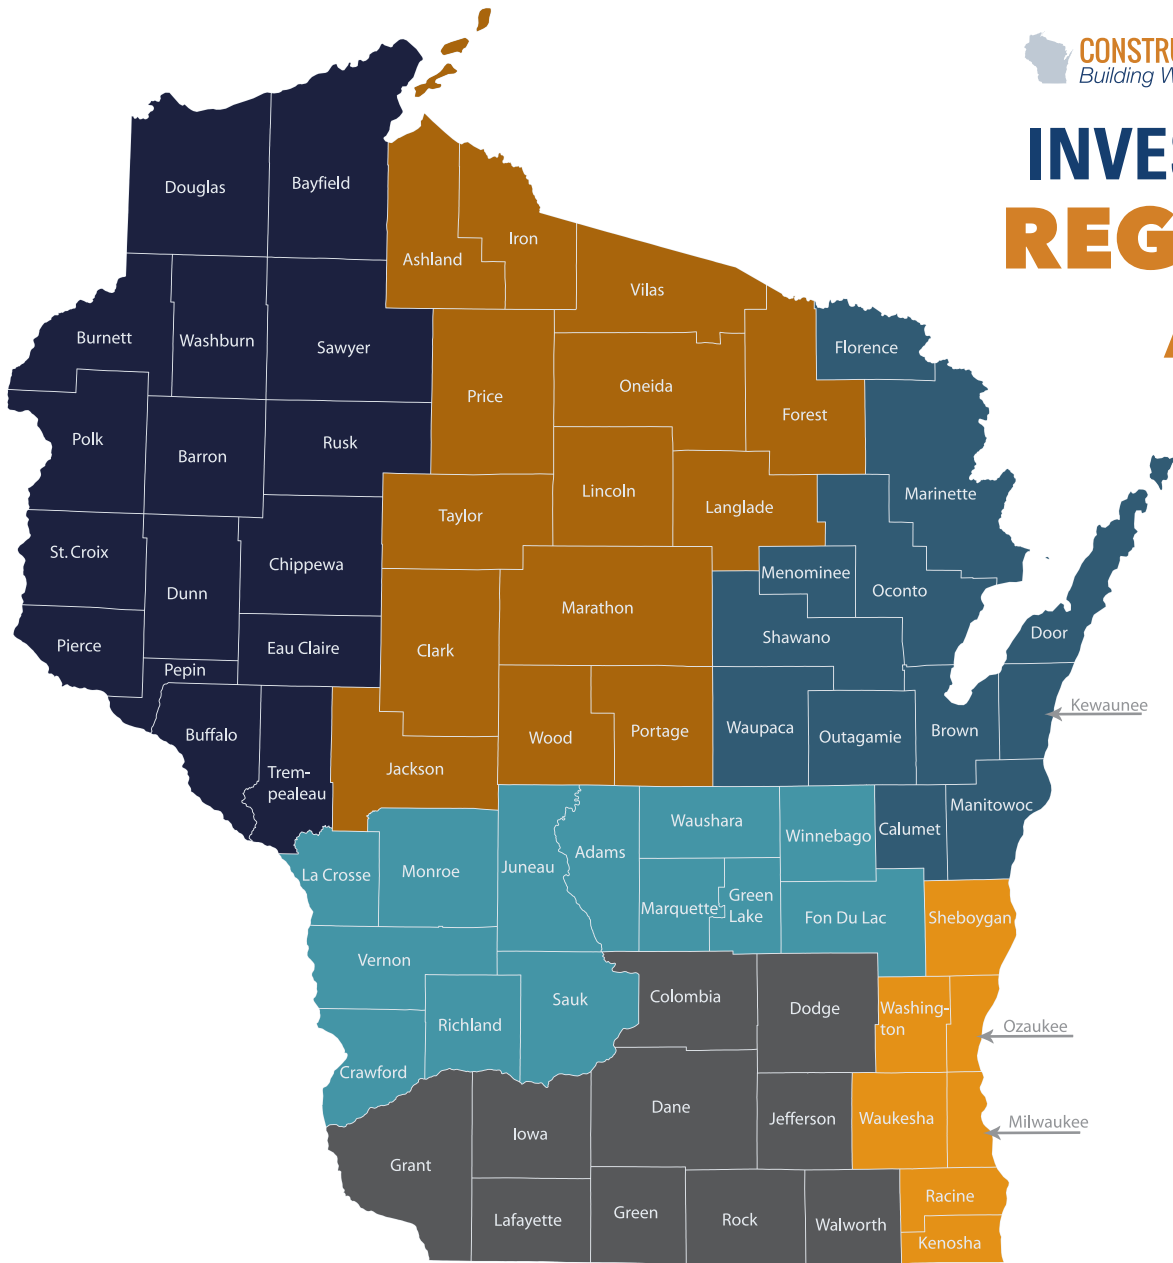 CONSTRU
Building W
INVES
REG
A
Douglas
Bayfield
Ashland
Iron
Vilas
Burnett
Washburn
Sawyer
Florence
Price
Oneida
Forest
Polk
Barron
Rusk
Taylor
Lincoln
Langlade
Marinette
St. Croix
Dunn
Chippewa
Menominee
Oconto
Marathon
Pierce
Pepin
Eau Claire
Clark
Shawano
Door
Kewaunee
Buffalo
Trem-
pealeau
Jackson
Wood
Portage
Waupaca
Outagamie
Brown
Manitowoc
La Crosse
Monroe
Juneau
Adams
Waushara
Winnebago
Calumet
Marquette
Green
Lake
Fon Du Lac
Sheboygan
Vernon
Richland
Sauk
Colombia
Dodge
Washing-
ton
Ozaukee
Crawford
Dane
Jefferson
Waukesha
Milwaukee
Grant
Iowa
Lafayette
Green
Rock
Walworth
Racine
Kenosha